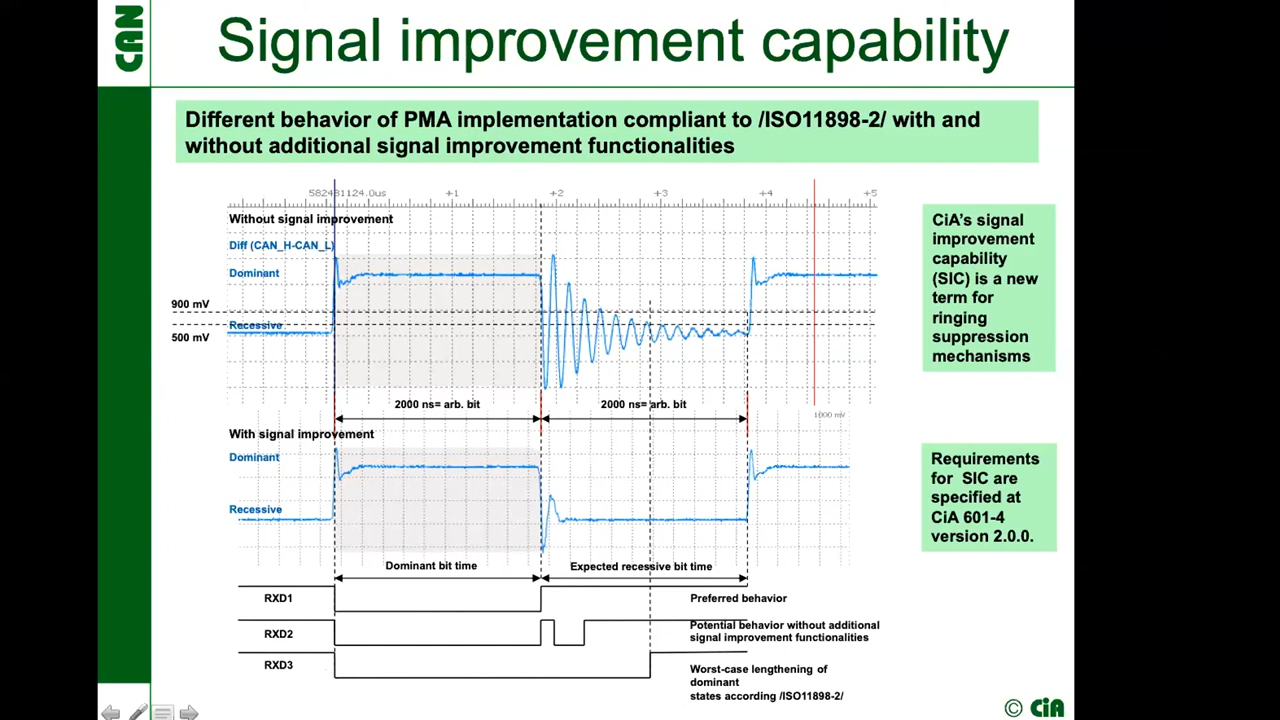 CAN
Signal improvement capability
Different behavior of PMA implementation compliant to /ISO11898-2/ with and
without additional signal improvement functionalities
582481124.0us +1 +2 +3 +4 +5
Without signal improvement
Diff (CAN_H-CAN_L)
Dominant
900 mV
Recessive
500 mV
2000 ns= arb. bit
2000 ns= arb. bit
1000 mV
With signal improvement
Dominant
Recessive
Dominant bit time
Expected recessive bit time
RXD1
Preferred behavior
RXD2
Potential behavior without additional
signal improvement functionalities
RXD3
Worst-case lengthening of
dominant
states according /ISO11898-2/
CiA's signal
improvement
capability
(SIC) is a new
term for
ringing
suppression
mechanisms
Requirements
for SIC are
specified at
CiA 601-4
version 2.0.0.
© CiA